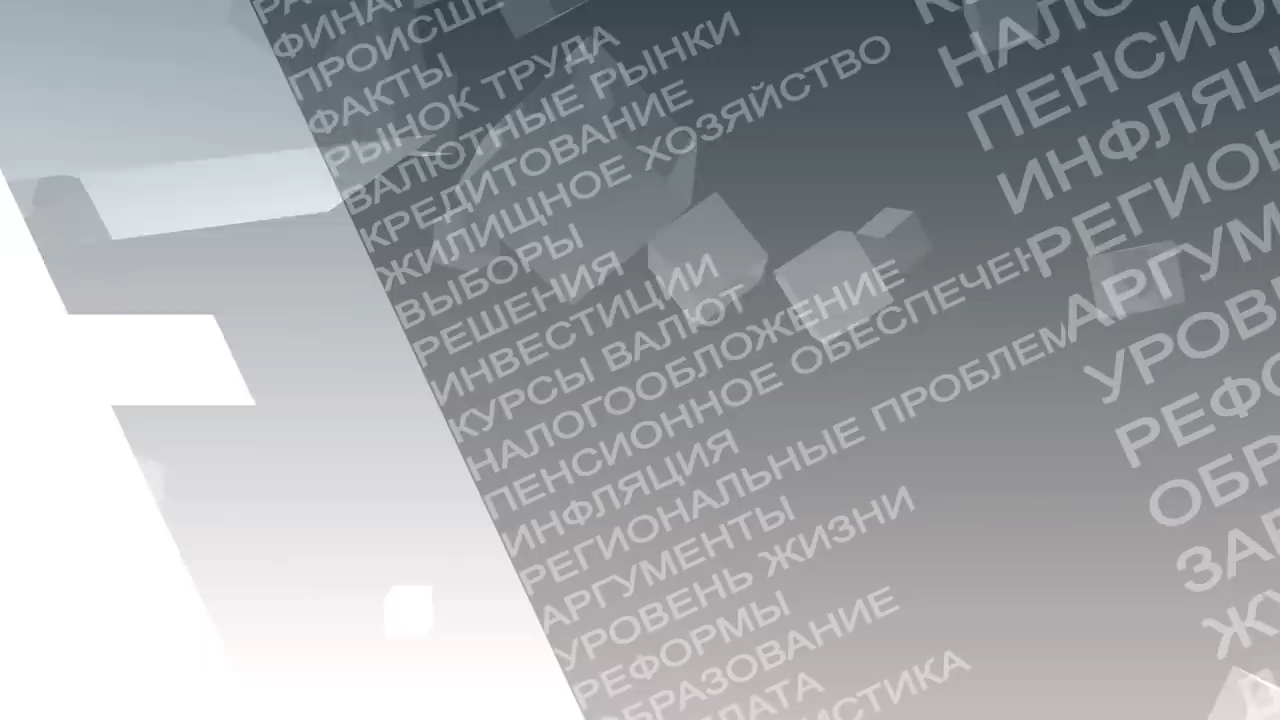 ФАКТЫ
РЫНОК ТРУДА
ВАЛЮТНЫЕ РЫНКИ
КРЕДИТОВАНИЕ
ЖИЛИЩНОЕ ХОЗЯЙСТВО
ВЫБОРЫ
РЕШЕНИЯ
ИНВЕСТИЦИИ
КУРСЫ ВАЛЮТ
НАЛОГООБЛОЖЕНИЕ
ПЕНСИОННОЕ ОБЕСПЕЧЕН
ИНФЛЯЦИЯ
РЕГИОНАЛЬНЫЕ ПРОБЛЕМ
АРГУМЕНТЫ
УРОВЕНЬ ЖИЗНИ
РЕФОРМЫ
ОБРАЗОВАНИЕ
НАЛО
ПЕНСИО
ИНФЛЯЦ
РЕГИОН
АРГУМ
УРОВ
РЕФО
ОБР